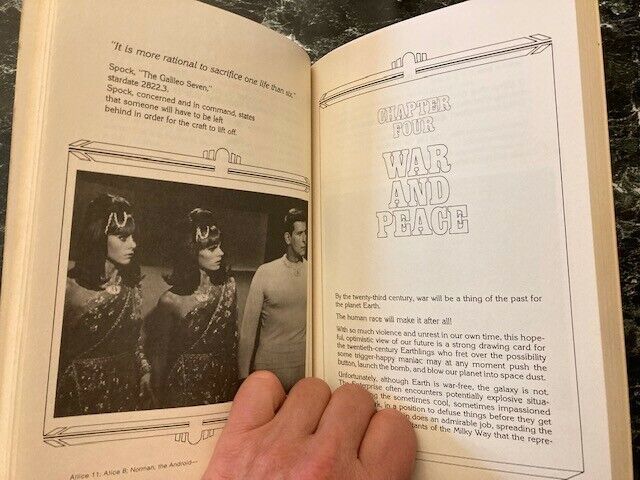 "It is more rational to sacrifice one life than six."
Spock, "The Galileo Seven,"
stardate 2822.3.
Spock, concerned and in command, states
that someone will have to be left
behind in order for the craft to lift off.
Alice 11; Alice 8; Norman, the Android—
CHAPTER
FOUR
WAR
AND
PEACE
By the twenty-third century, war will be a thing of the past for
the planet Earth.
The human race will make it after all!
With so much violence and unrest in our own time, this hope-
ful, optimistic view of our future is a strong drawing card for
the twentieth-century Earthlings who fret over the possibility
some trigger-happy maniac may at any moment push the
button, launch the bomb, and blow our planet into space dust.
Unfortunately, although Earth is war-free, the galaxy is not.
The Enterprise often encounters potentially explosive situa-
the sometimes cool, sometimes impassioned
in a position to defuse things before they get
does an admirable job, spreading the
tants of the Milky Way that the repre-